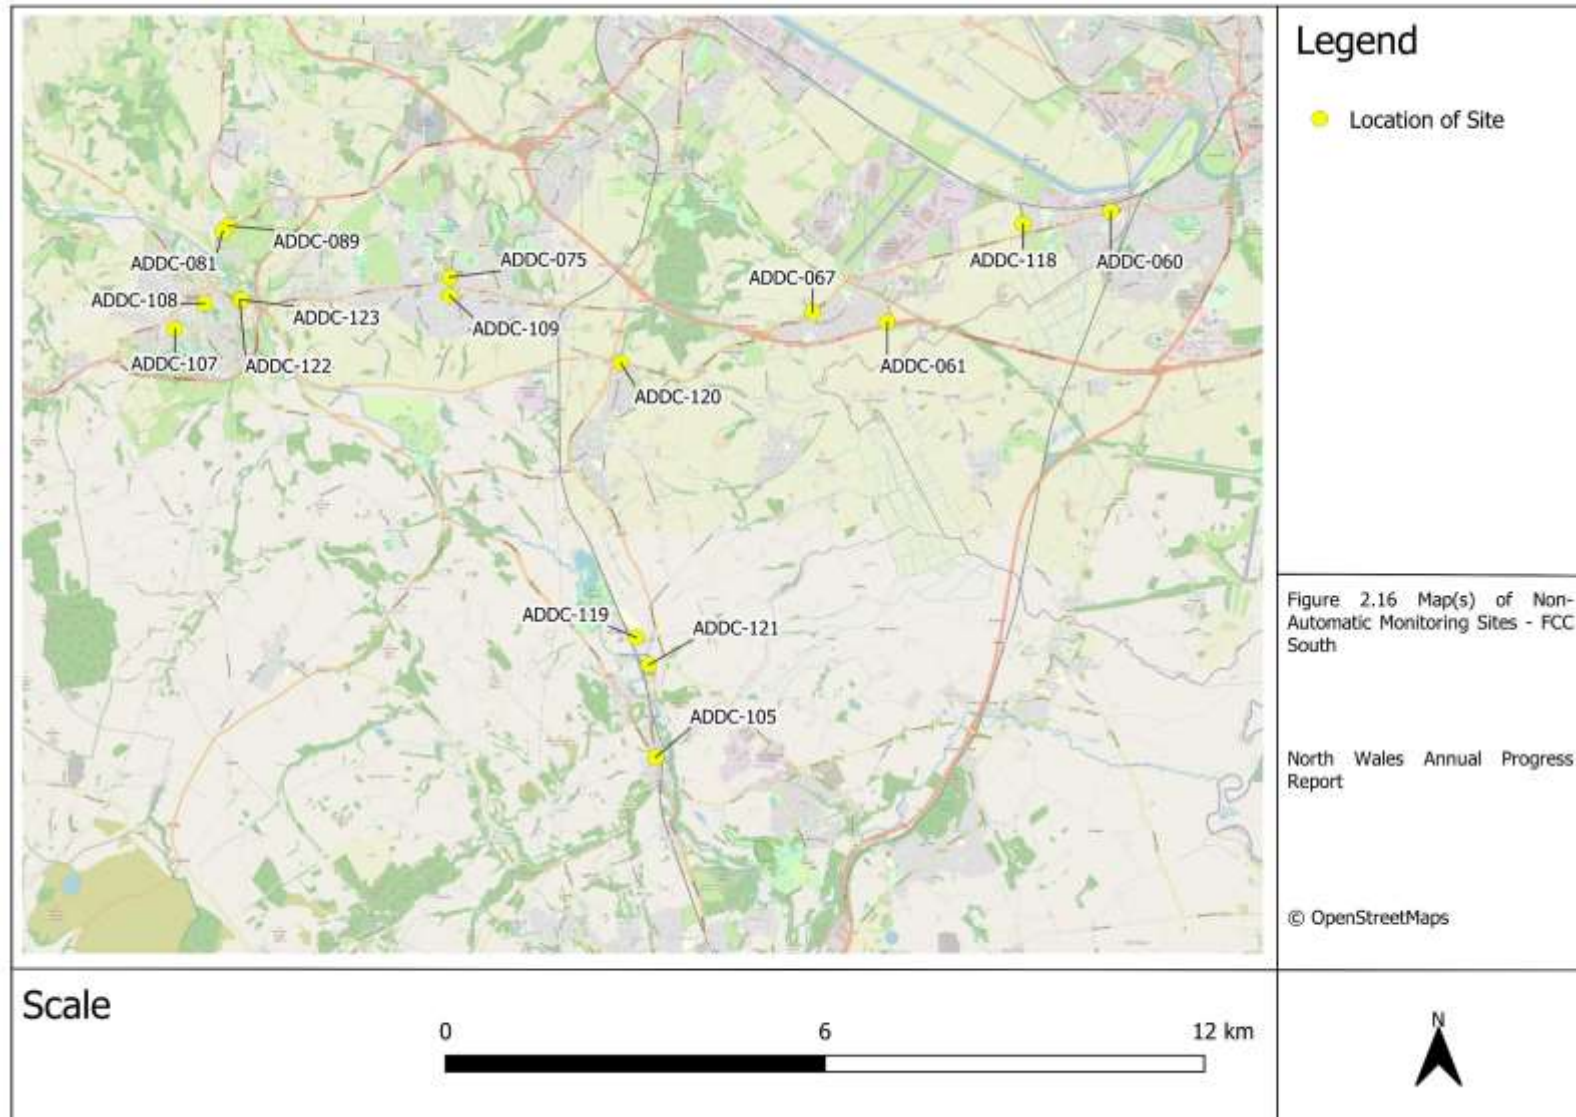 Legend
Location of Site
ADDC-089
ADDC-081
ADDC-075
ADDC-108
ADDC-123
ADDC-109
ADDC-107
ADDC-122
ADDC-067
ADDC-118
ADDC-060
ADDC-061
ADDC-120
ADDC-119
ADDC-121
ADDC-105
Figure 2.16 Map(s) of Non-
Automatic Monitoring Sites - FCC
South
North Wales Annual Progress
Report
© OpenStreetMaps
Scale
0 6 12 km
N